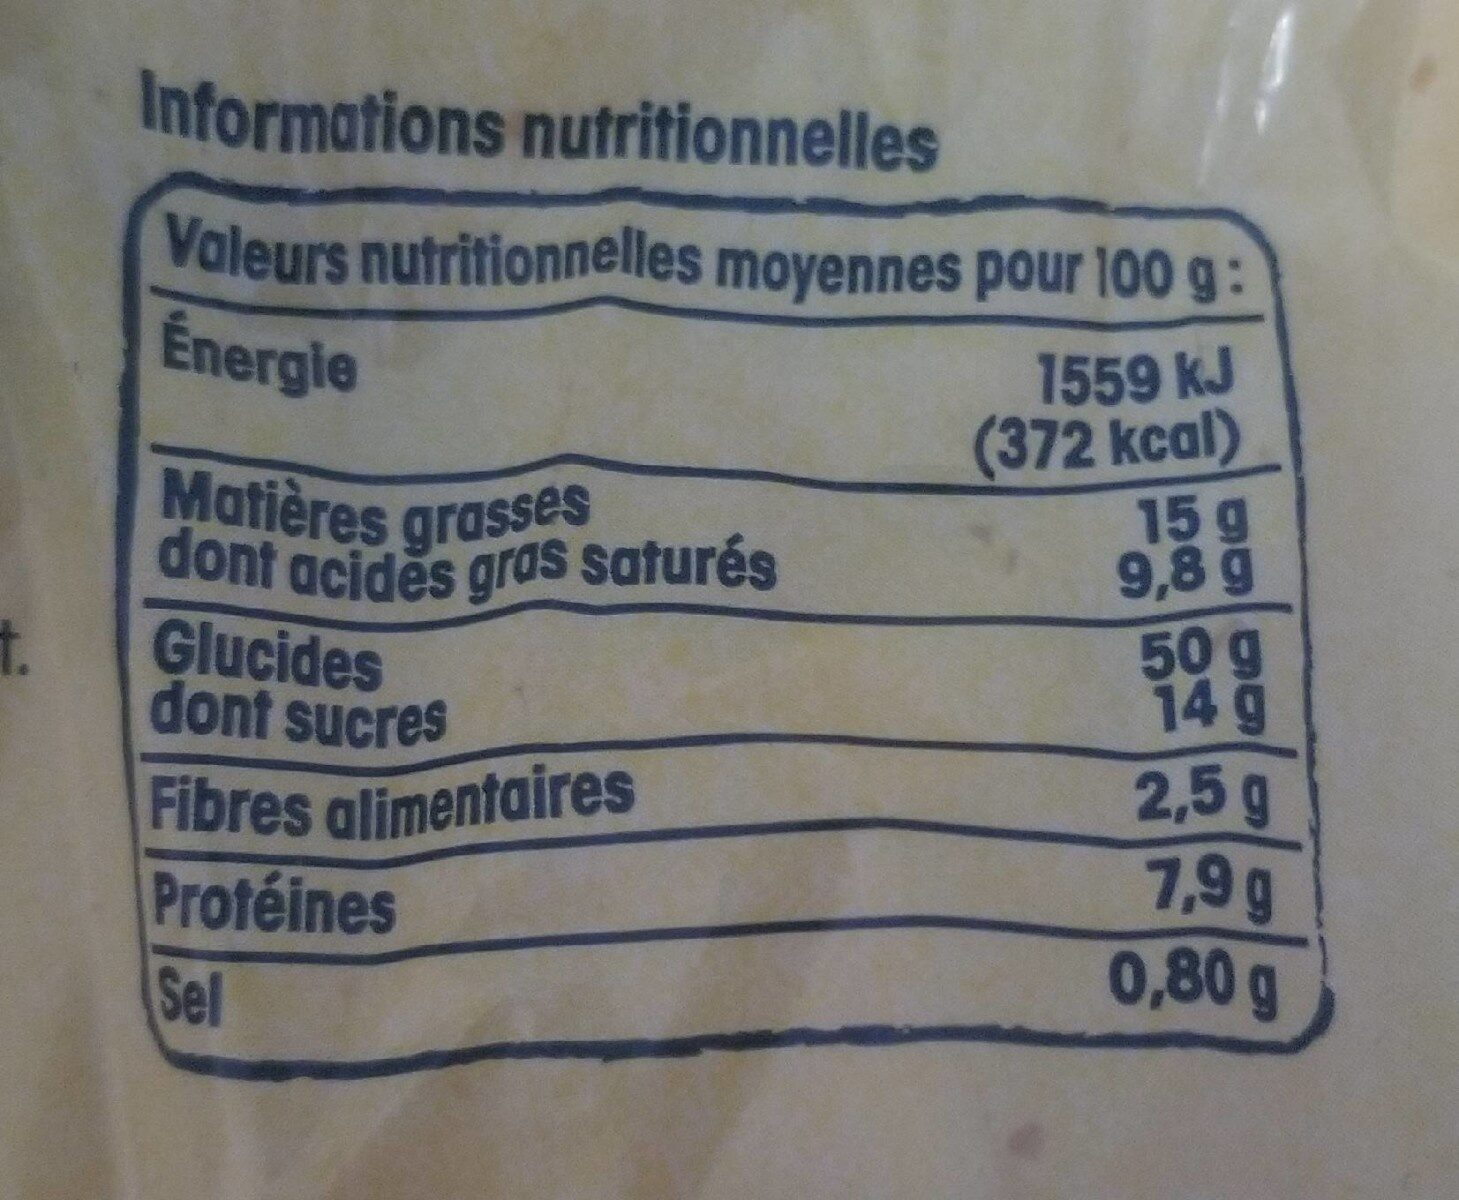 Informations nutritionnelles
Valeurs nutritionnelles moyennes pour 100 g :
Énergie 1559 kJ
(372 kcal)
Matières grasses 15 g
dont acides gras saturés 9,8 g
Glucides 50 g
dont sucres 14 g
Fibres alimentaires 2,5 g
Protéines 7,9 g
Sel 0,80 g
t.